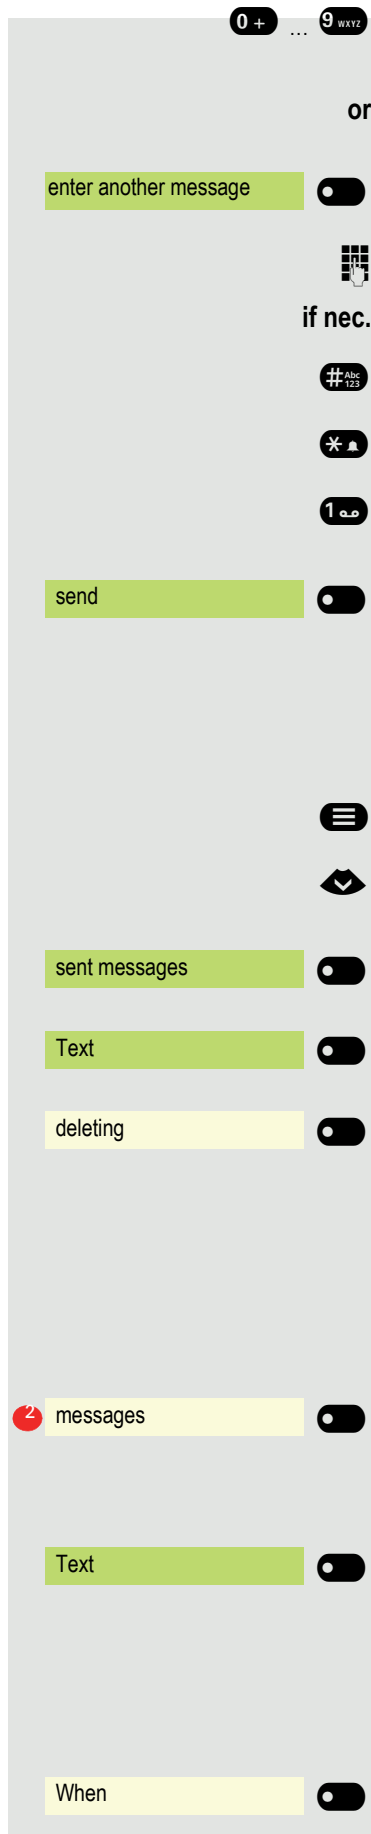 0 + ... 9 WXYZ
or
enter another message
if nec.
# Abc 123
*
1
send
sent messages
Text
deleting
2 messages
Text
When